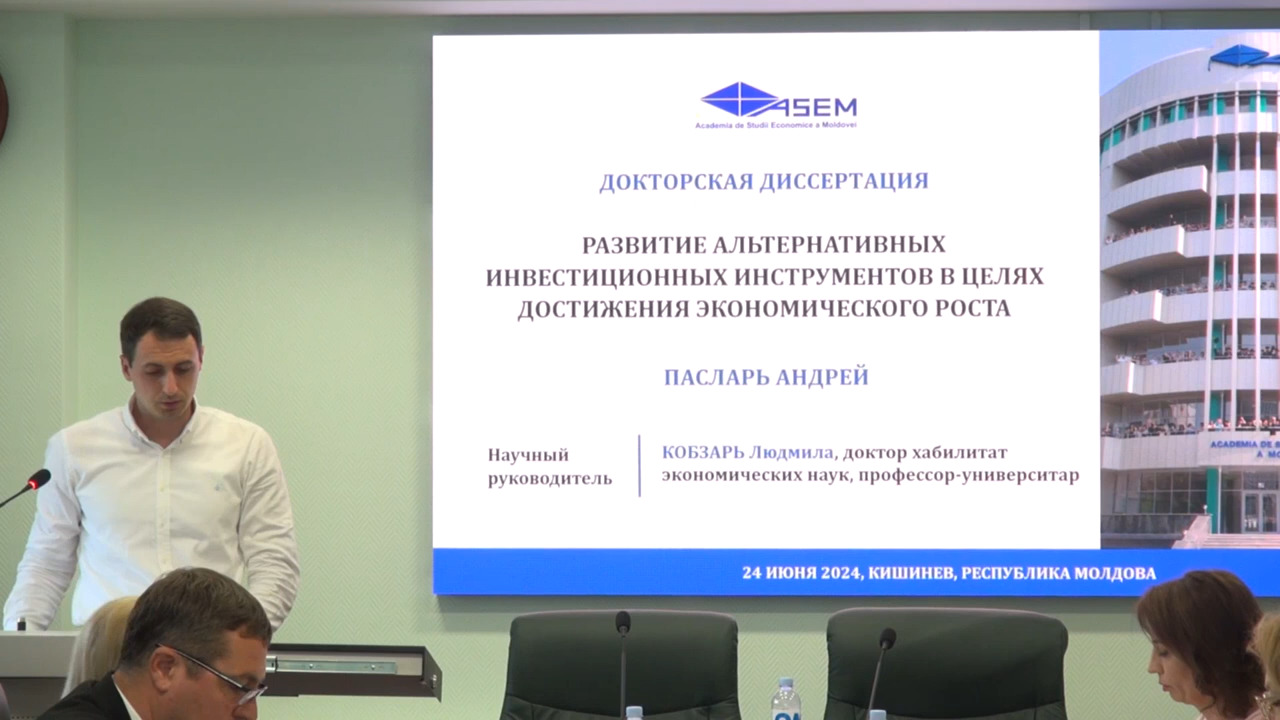 ASEM
Academia de Studii Economice a Moldovei
ДОКТОРСКАЯ ДИССЕРТАЦИЯ
РАЗВИТИЕ АЛЬТЕРНАТИВНЫХ
ИНВЕСТИЦИОННЫХ ИНСТРУМЕНТОВ В ЦЕЛЯХ
ДОСТИЖЕНИЯ ЭКОНОМИЧЕСКОГО РОСТА
ПАСЛАРЬ АНДРЕЙ
Научный
руководитель
КОБЗАРЬ Людмила, доктор хабилитат
экономических наук, профессор-университар
ACADEMIA DE
24 ИЮНЯ 2024, КИШИНЕВ, РЕСПУБЛИКА МОЛДОВА